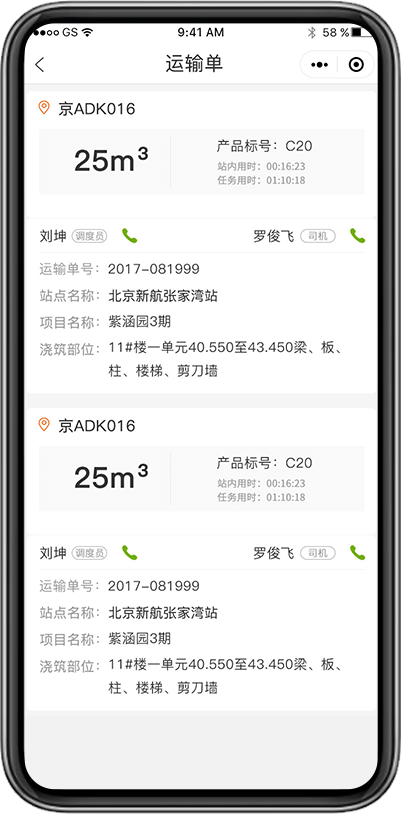 GS 9:41 AM 58 %
运输单
京ADK016
25m³ 产品标号：C20
站内用时：00:16:23
任务用时：01:10:18
刘坤 调度员 罗俊飞 司机
运输单号：2017-081999
站点名称：北京新航张家湾站
项目名称：紫涵园3期
浇筑部位：11#楼一单元40.550至43.450梁、板、
柱、楼梯、剪刀墙
京ADK016
25m³ 产品标号：C20
站内用时：00:16:23
任务用时：01:10:18
刘坤 调度员 罗俊飞 司机
运输单号：2017-081999
站点名称：北京新航张家湾站
项目名称：紫涵园3期
浇筑部位：11#楼一单元40.550至43.450梁、板、
柱、楼梯、剪刀墙